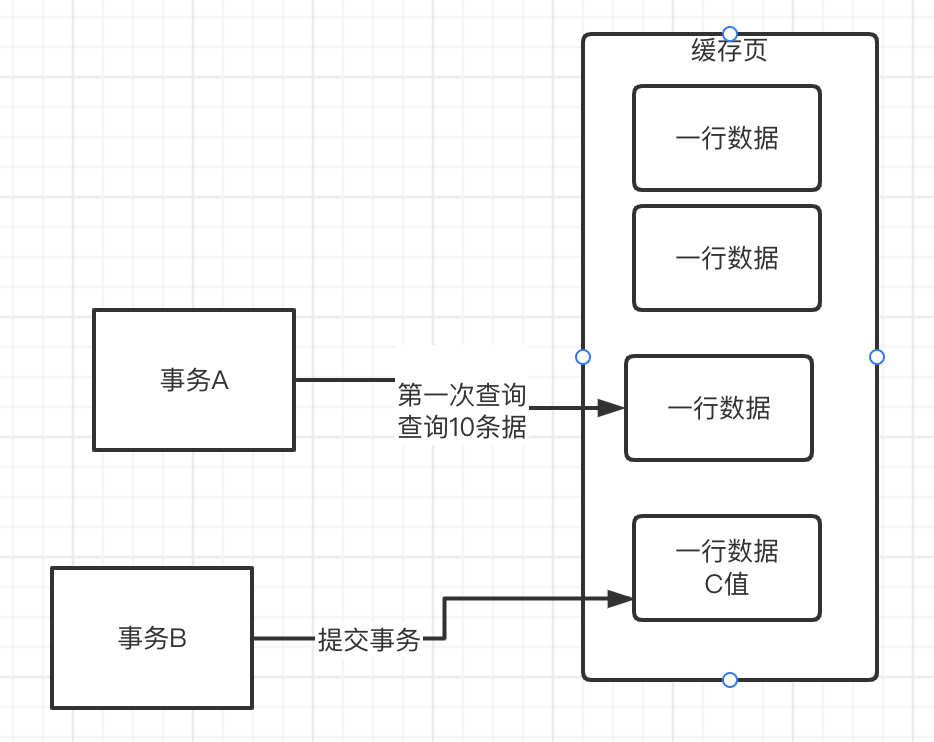 缓存页
一行数据
一行数据
事务A
第一次查询
查询10条据
一行数据
一行数据
C值
事务B
提交事务